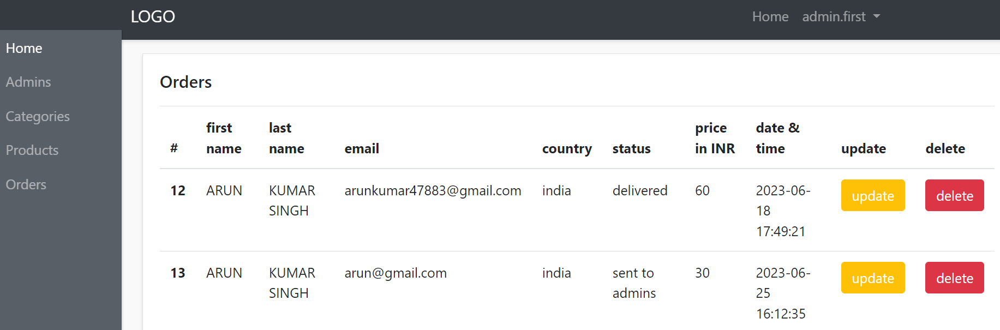 LOGO
Home admin.first
Home
Admins
Categories
Products
Orders
Orders
# first name last name email country status price in INR date & time update delete
12 ARUN KUMAR SINGH arunkumar47883@gmail.com india delivered 60 2023-06-18 17:49:21 update delete
13 ARUN KUMAR SINGH arun@gmail.com india sent to admins 30 2023-06-25 16:12:35 update delete